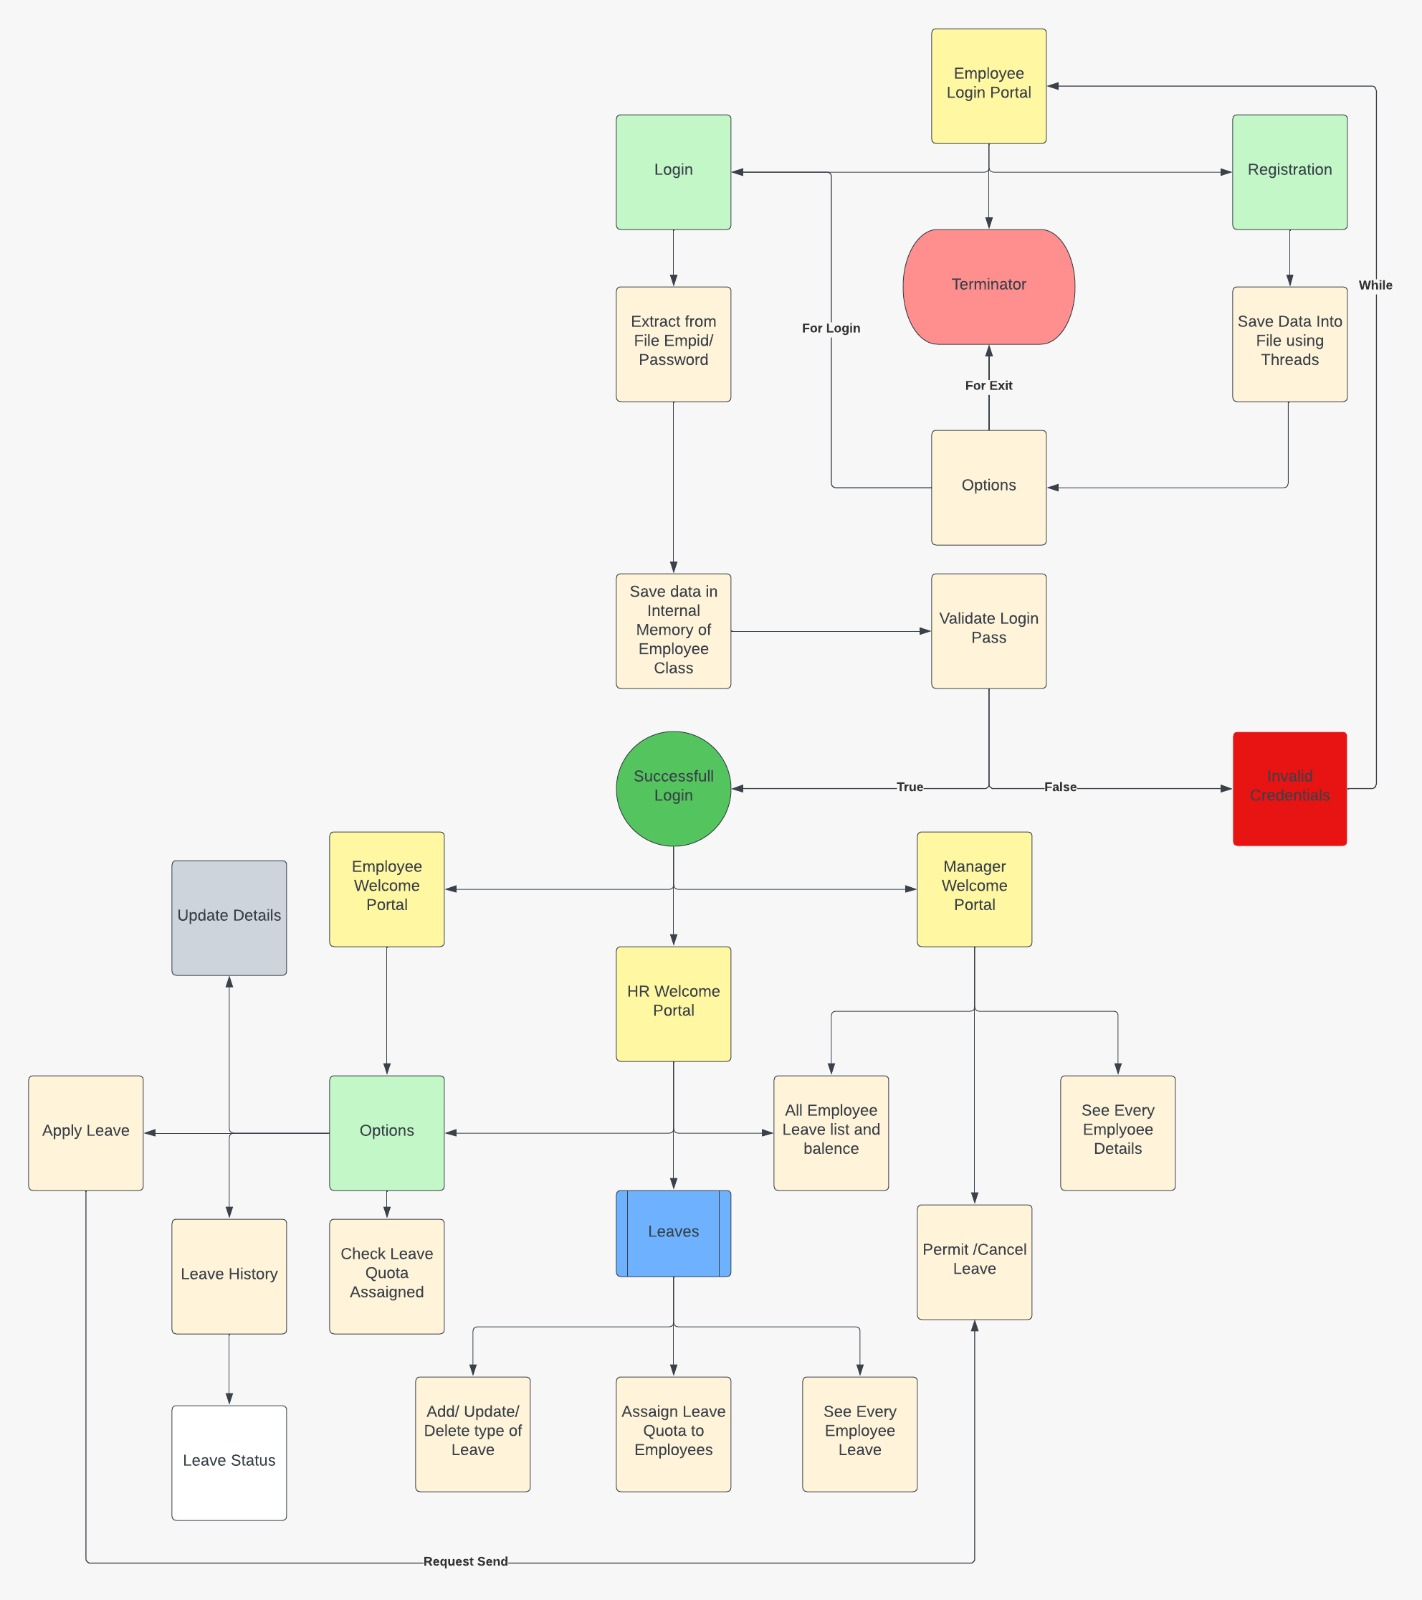 Employee
Login Portal
Login
Registration
Terminator
While
Extract from
File Empid/
Password
For Login
Save Data Into
File using
Threads
For Exit
Options
Save data in
Internal
Memory of
Employee
Class
Validate Login
Pass
Successfull
Login
True
False
Invalid
Credentials
Employee
Welcome
Portal
Manager
Welcome
Portal
Update Details
HR Welcome
Portal
Apply Leave
Options
All Employee
Leave list and
balence
See Every
Emplyoee
Details
Leaves
Leave History
Check Leave
Quota
Assaigned
Permit /Cancel
Leave
Add/ Update/
Delete type of
Leave
Assaign Leave
Quota to
Employees
See Every
Employee
Leave
Leave Status
Request Send